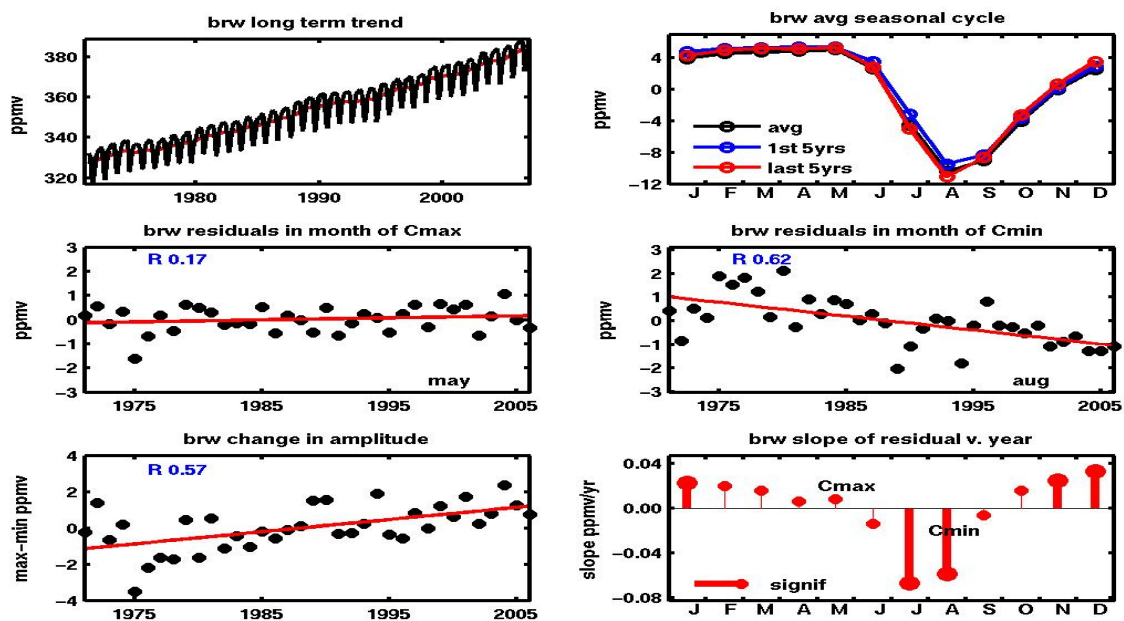 brw long term trend
380
360
340
320
ppmv
1980 1990 2000
brw avg seasonal cycle
4
0
−4
−8
−12
ppmv
avg
1st 5yrs
last 5yrs
J F M A M J J A S O N D
brw residuals in month of Cmax
R 0.17
3
2
1
0
−1
−2
−3
ppmv
may
1975 1985 1995 2005
brw residuals in month of Cmin
R 0.62
3
2
1
0
−1
−2
−3
ppmv
aug
1975 1985 1995 2005
brw change in amplitude
R 0.57
4
2
0
−2
−4
max−min ppmv
1975 1985 1995 2005
brw slope of residual v. year
0.04
0.00
−0.04
−0.08
slope ppmv/yr
Cmax
Cmin
signif
J F M A M J J A S O N D